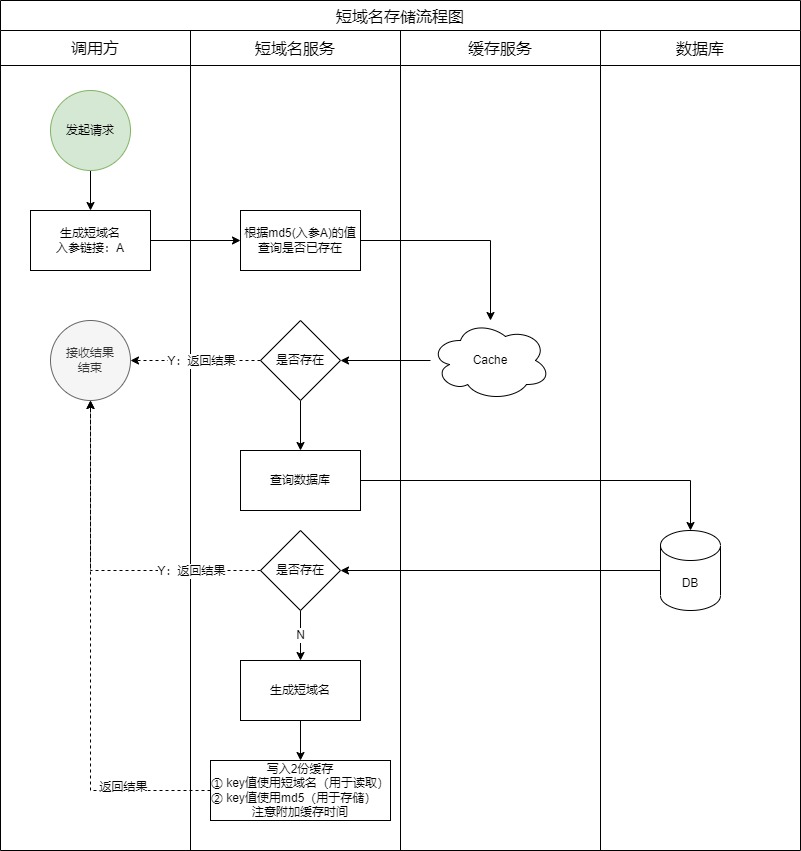 短域名存储流程图
调用方
短域名服务
缓存服务
数据库
发起请求
生成短域名
入参链接：A
根据md5(入参A)的值
查询是否已存在
接收结果
结束
Y：返回结果
是否存在
Cache
查询数据库
Y：返回结果
是否存在
DB
N
生成短域名
返回结果
写入2份缓存
① key值使用短域名（用于读取）
② key值使用md5（用于存储）
注意附加缓存时间